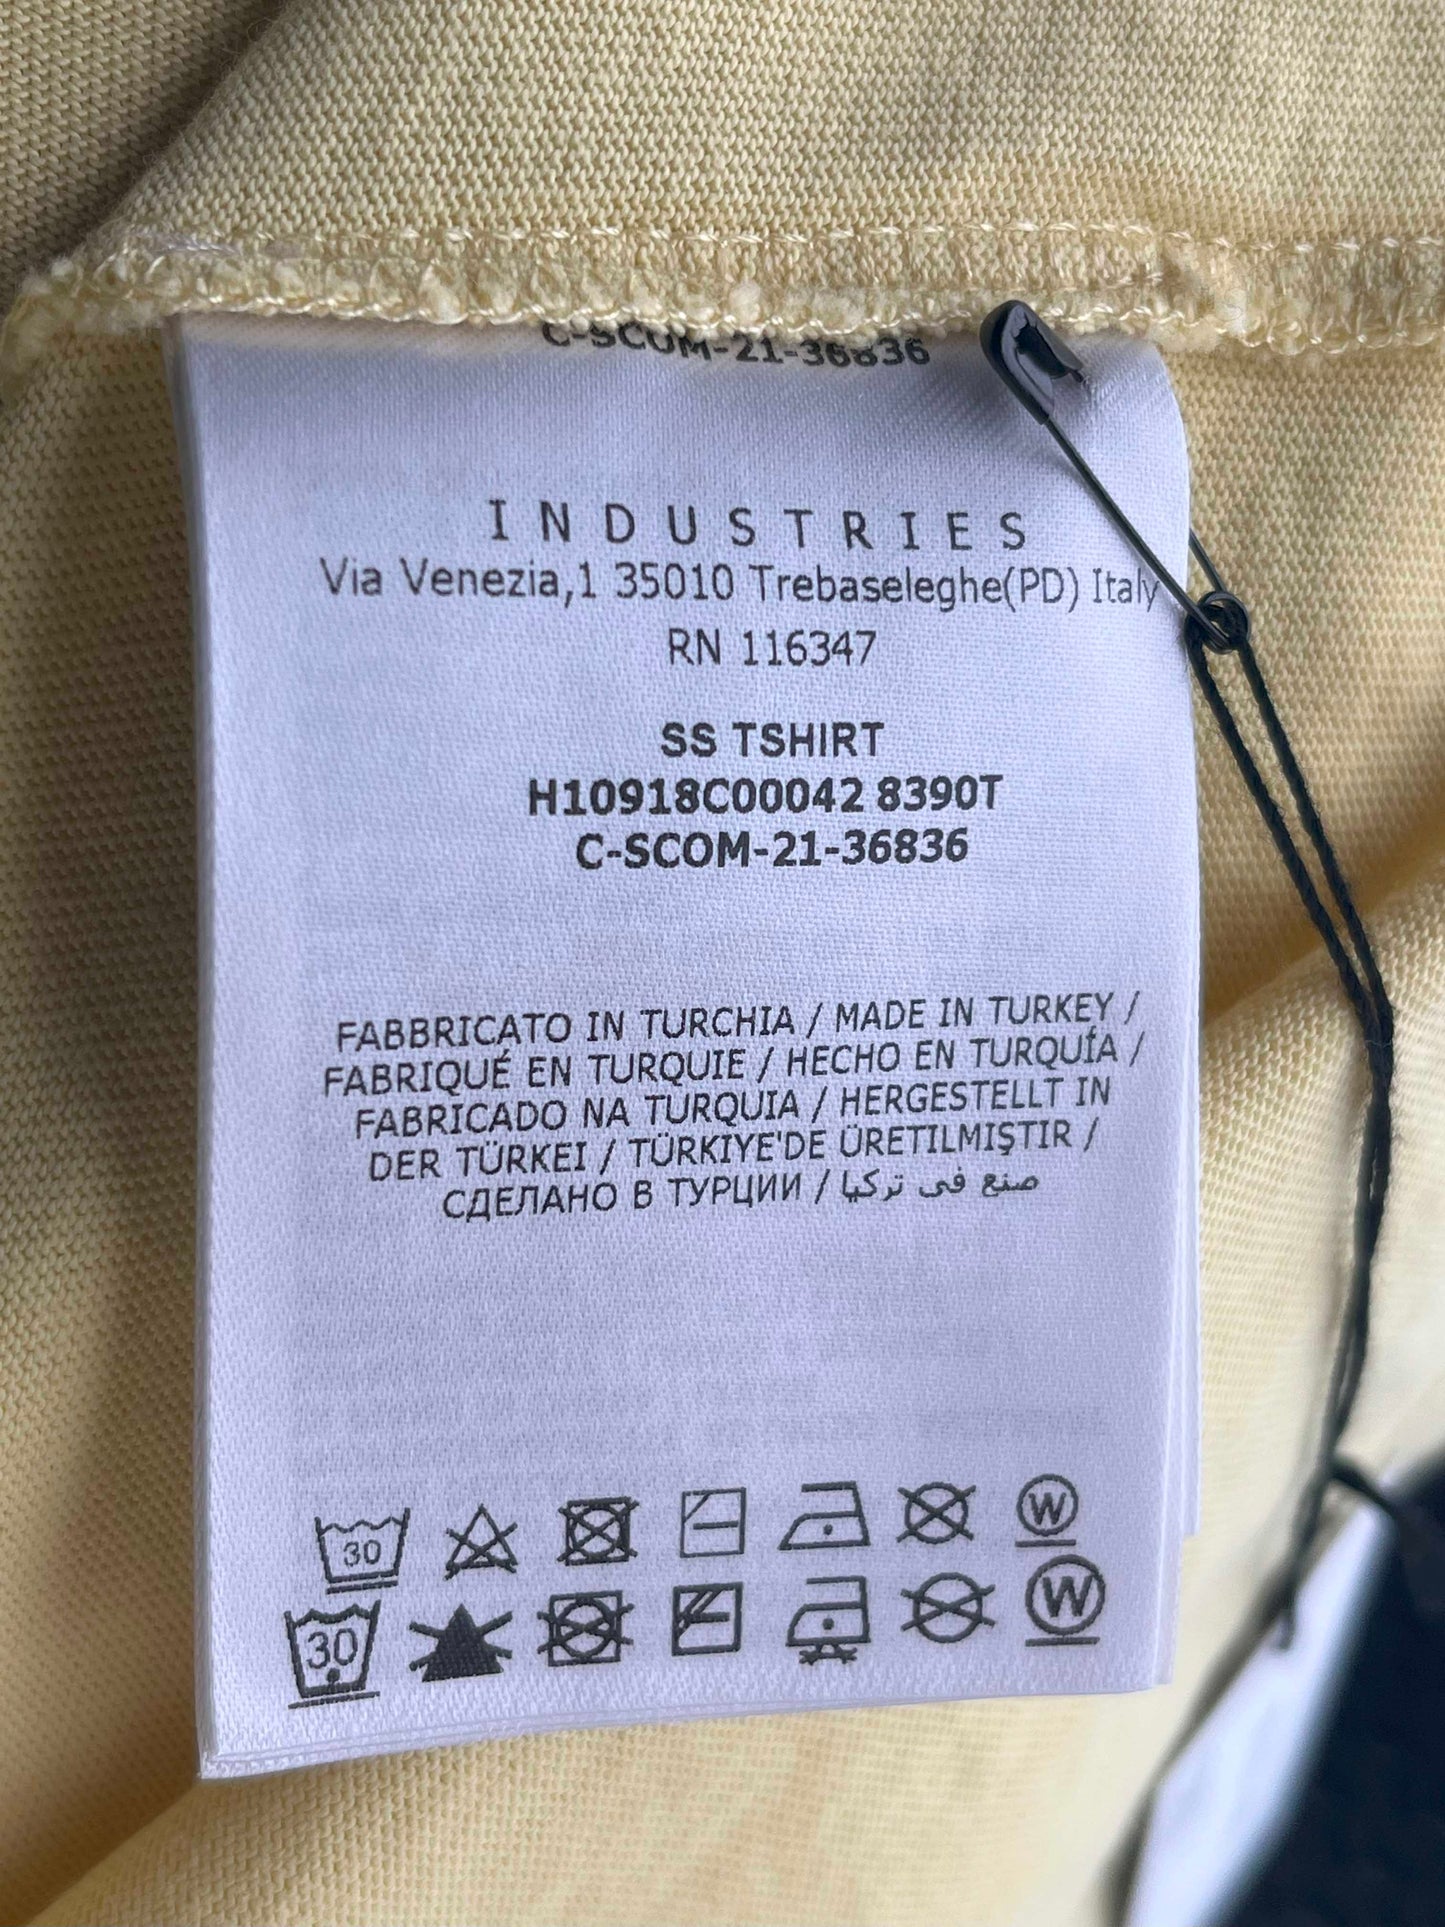 C-SCOM-21-36836
INDUSTRIES
Via Venezia,1 35010 Trebaseleghe(PD) Italy
RN 116347
SS TSHIRT
H10918C00042 8390T
C-SCOM-21-36836
FABBRICATO IN TURCHIA / MADE IN TURKEY /
FABRIQUÉ EN TURQUIE / HECHO EN TURQUÍA /
FABRICADO NA TURQUIA / HERGESTELLT IN
DER TÜRKEI / TÜRKIYE'DE ÜRETILMIŞTIR /
СДЕЛАНО В ТУРЦИИ / صنع في تركيا
30 W
30 W